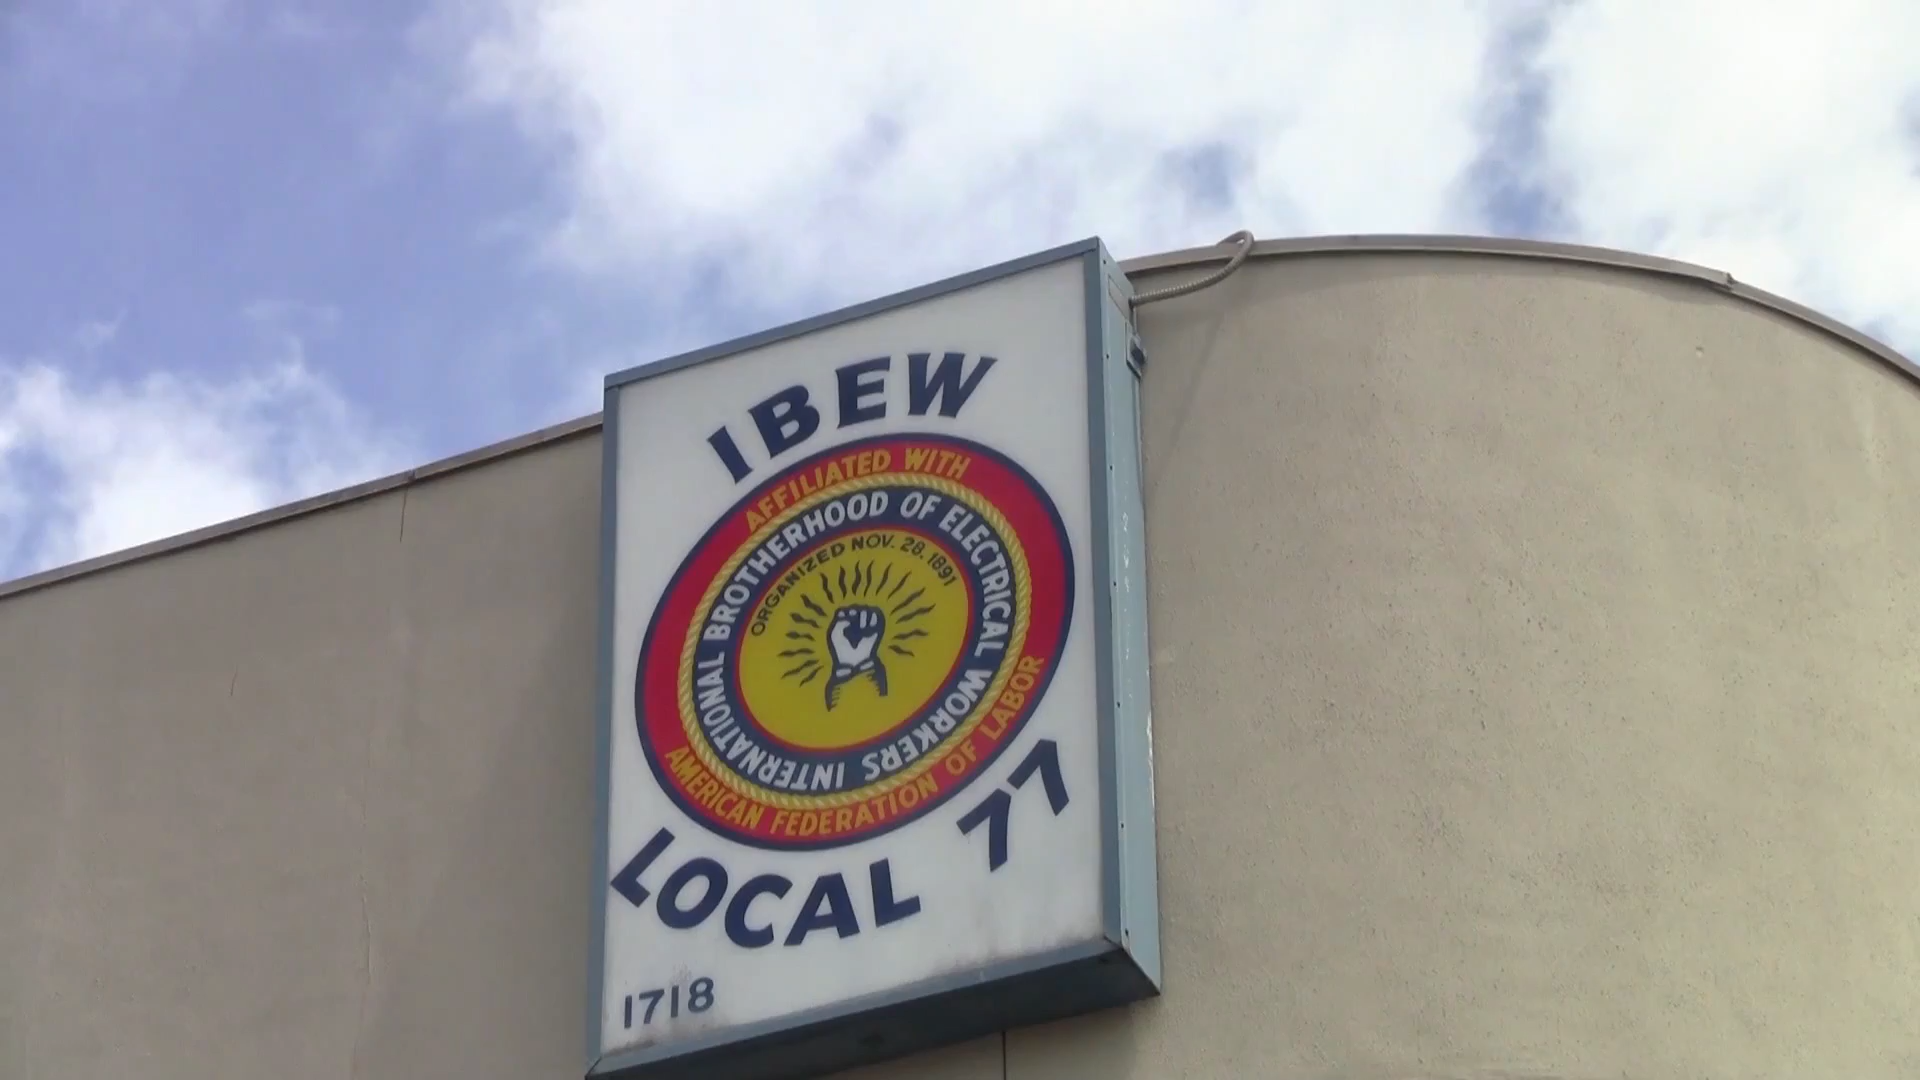 IBEW
AFFILIATED WITH
INTERNATIONAL BROTHERHOOD OF ELECTRICAL WORKERS
ORGANIZED NOV. 28. 1891
AMERICAN FEDERATION OF LABOR
LOCAL 77
1718